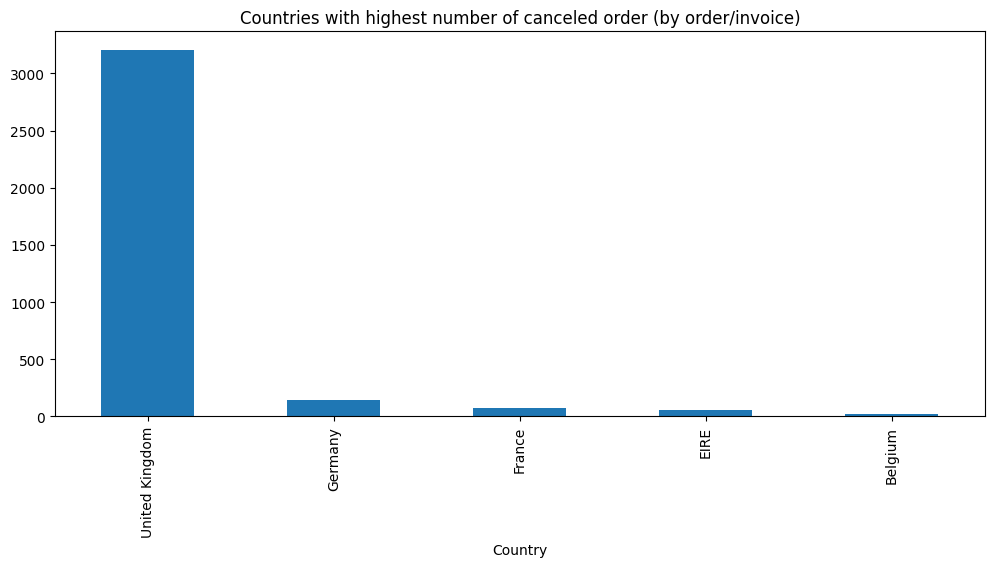 Countries with highest number of canceled order (by order/invoice)
3000
2500
2000
1500
1000
500
0
United Kingdom
Germany
France
EIRE
Belgium
Country